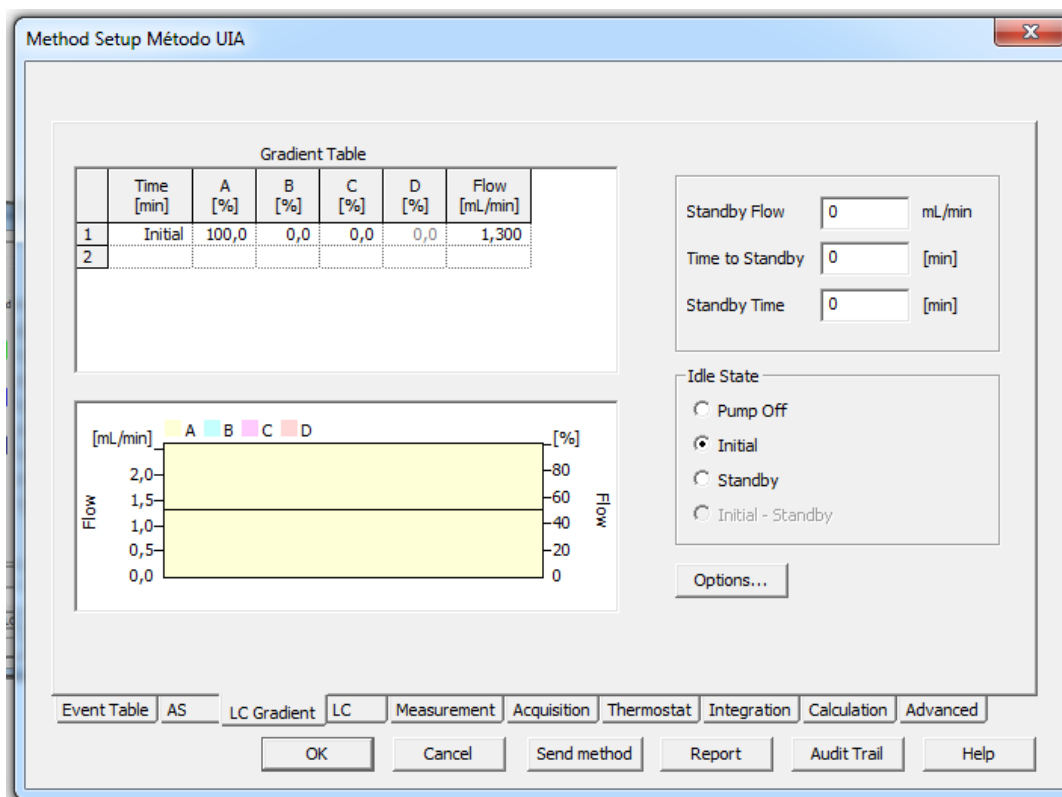 Method Setup Método UIA
Gradient Table
Time [min] A [%] B [%] C [%] D [%] Flow [mL/min]
1 Initial 100,0 0,0 0,0 0,0 1,300
2
Standby Flow 0 mL/min
Time to Standby 0 [min]
Standby Time 0 [min]
Idle State
Pump Off
Initial
Standby
Initial - Standby
Options...
[mL/min] A B C D [%]
2,0 80
1,5 60
1,0 40
0,5 20
0,0 0
Flow
Flow
Event Table AS LC Gradient LC Measurement Acquisition Thermostat Integration Calculation Advanced
OK Cancel Send method Report Audit Trail Help